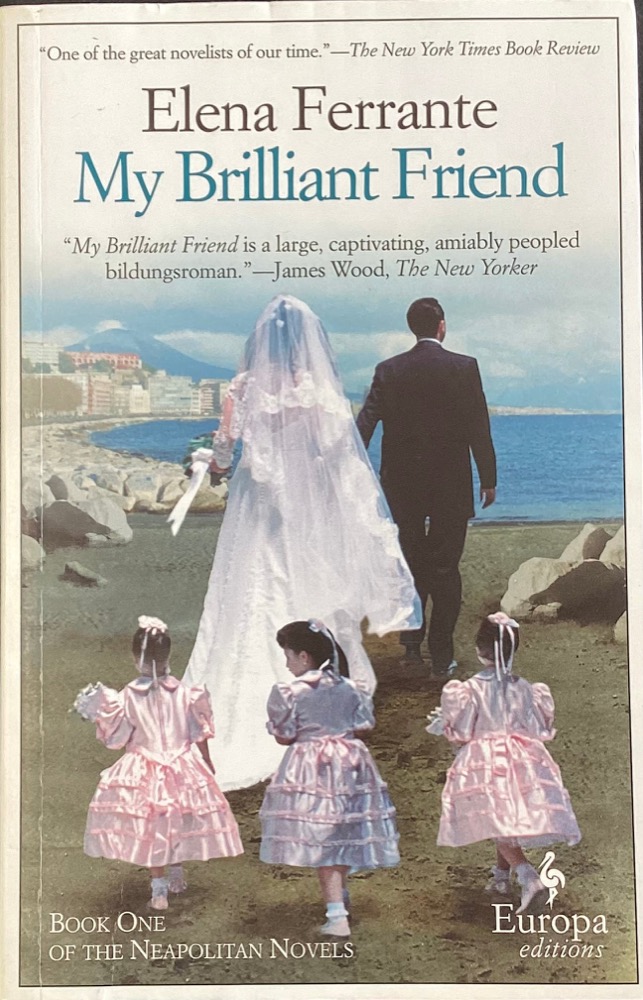 “One of the great novelists of our time.”—The New York Times Book Review
Elena Ferrante
My Brilliant Friend
“My Brilliant Friend is a large, captivating, amiably peopled
bildungsroman.”—James Wood, The New Yorker
Book One
of the Neapolitan Novels
Europa
editions